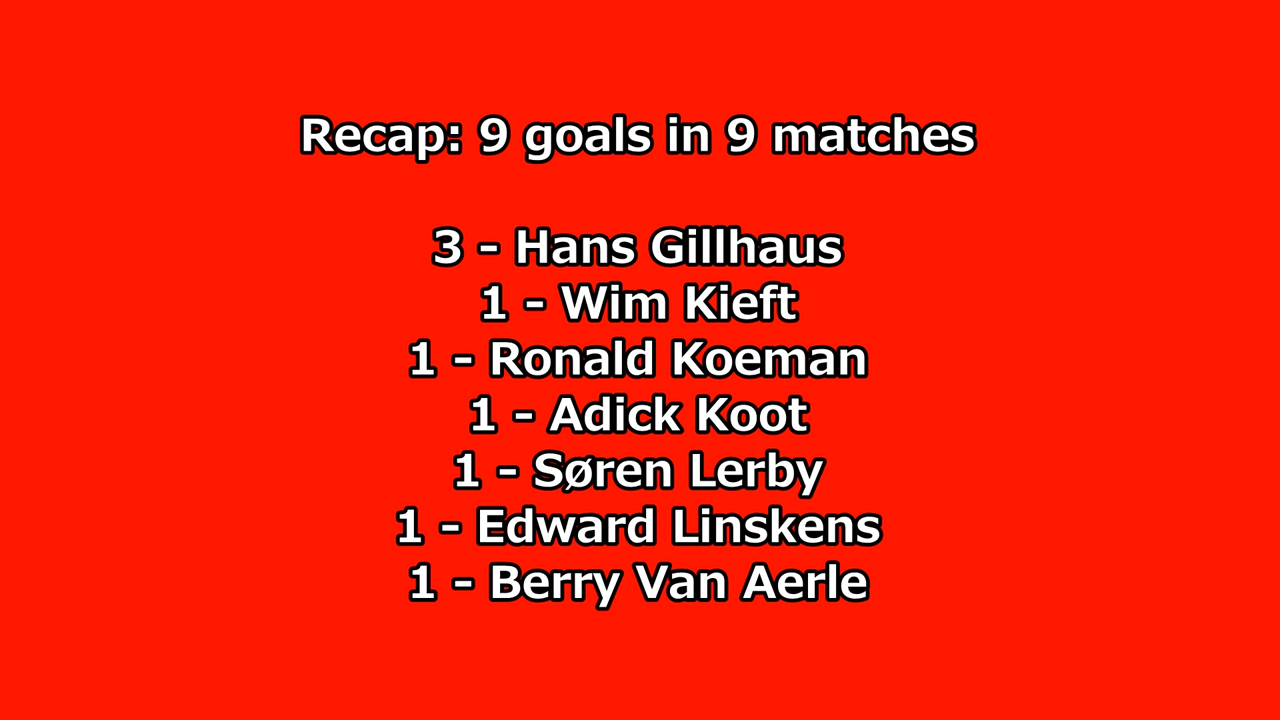 Recap: 9 goals in 9 matches
3 - Hans Gillhaus
1 - Wim Kieft
1 - Ronald Koeman
1 - Adick Koot
1 - Søren Lerby
1 - Edward Linskens
1 - Berry Van Aerle